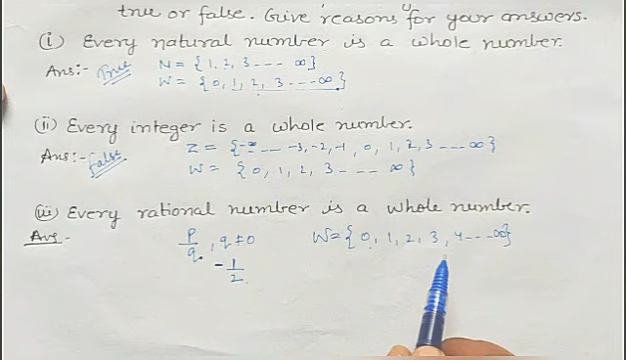 true or false. Give reasons for your answers.
(i) Every natural number is a whole number.
Ans:- True N = {1, 2, 3 ---- ∞}
W = {0, 1, 2, 3 ---- ∞}
(ii) Every integer is a whole number.
Ans:- False Z = {-∞ ---- -3, -2, -1, 0, 1, 2, 3 ---- ∞}
W = {0, 1, 2, 3 - --- ∞}
(iii) Every rational number is a whole number.
Ans - p/q, q ≠ 0 W = {0, 1, 2, 3, 4 --- ∞}
-1/2